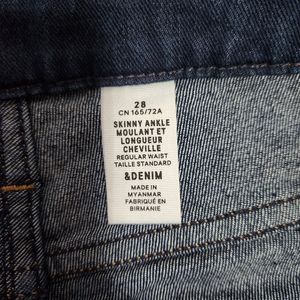 28
CN 165/72A
SKINNY ANKLE
MOULANT ET
LONGUEUR
CHEVILLE
REGULAR WAIST
TAILLE STANDARD
&DENIM
MADE IN
MYANMAR
FABRIQUÉ EN
BIRMANIE